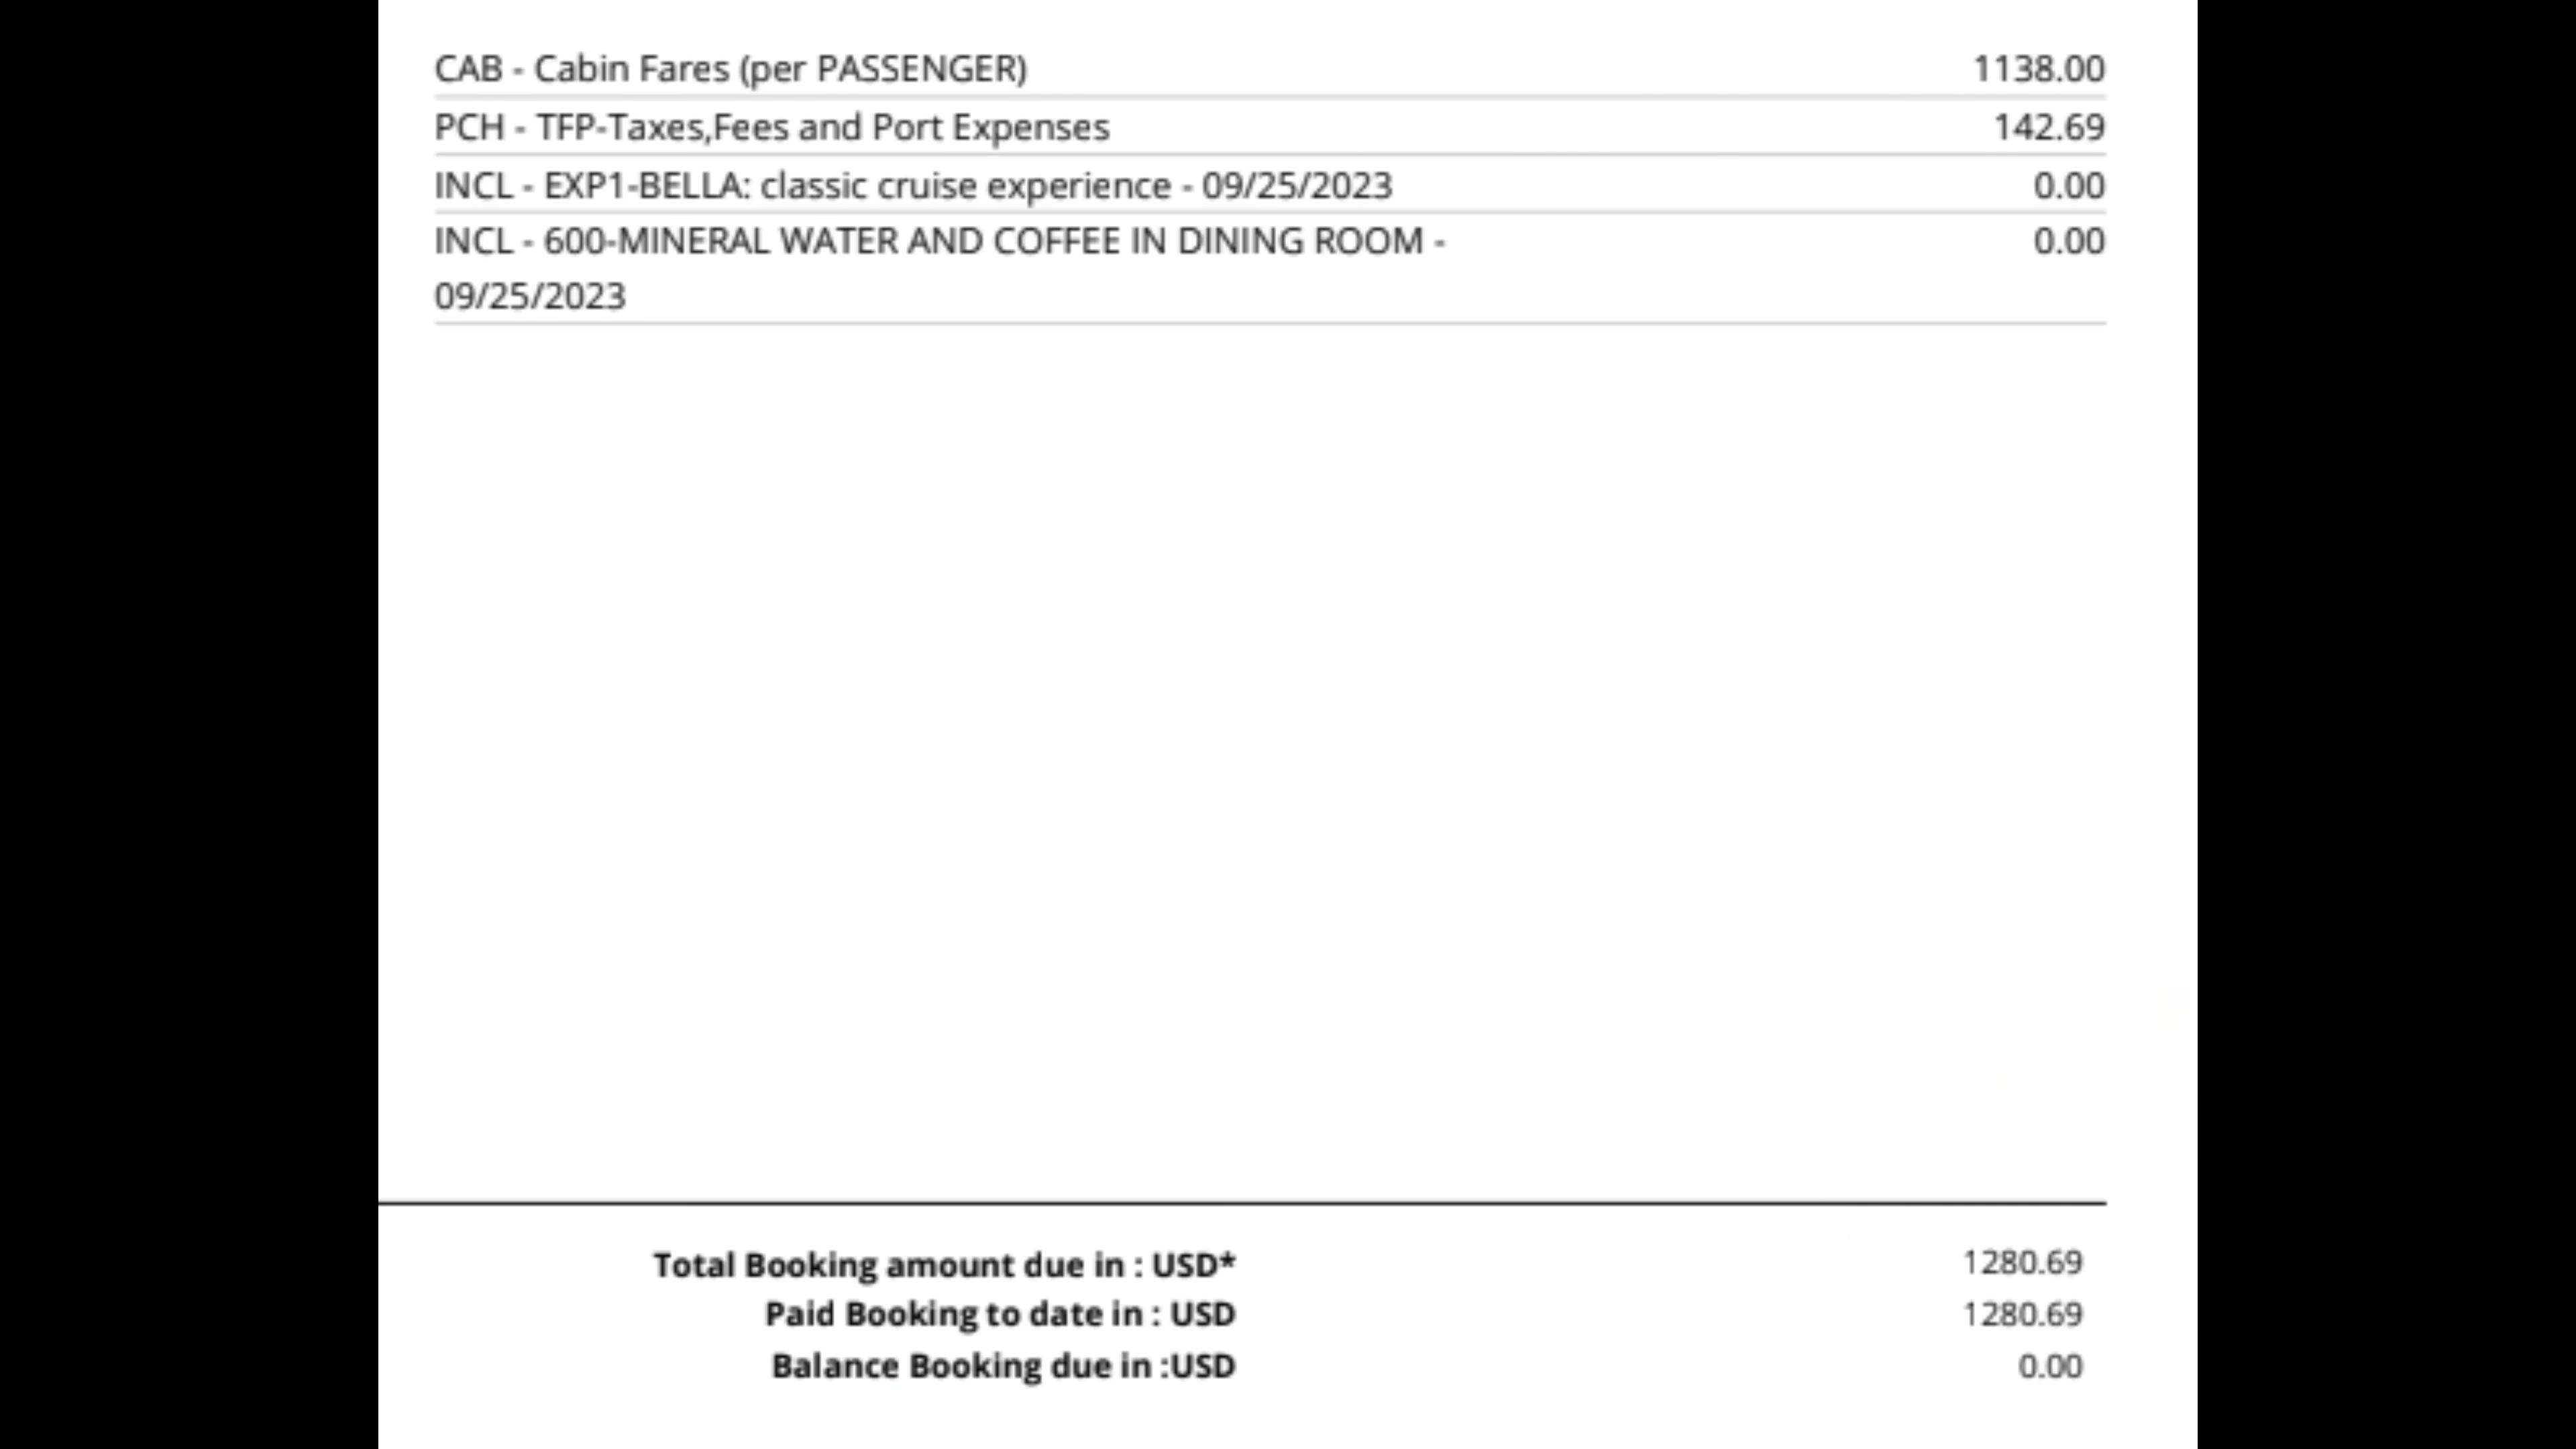 CAB - Cabin Fares (per PASSENGER) 1138.00
PCH - TFP-Taxes,Fees and Port Expenses 142.69
INCL - EXP1-BELLA: classic cruise experience - 09/25/2023 0.00
INCL - 600-MINERAL WATER AND COFFEE IN DINING ROOM - 0.00
09/25/2023
Total Booking amount due in : USD* 1280.69
Paid Booking to date in : USD 1280.69
Balance Booking due in :USD 0.00